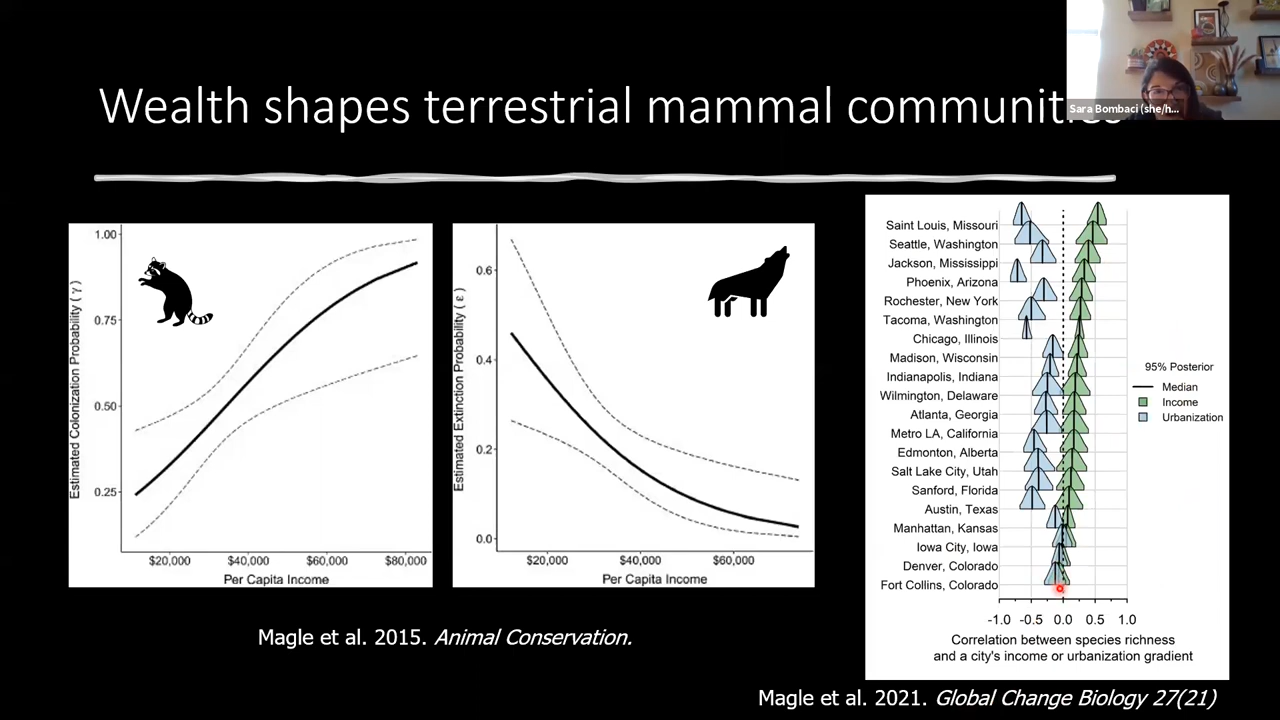 Sara Bombaci (she/h...
Wealth shapes terrestrial mammal communities
Estimated Colonization Probability ( γ )
1.00
0.75
0.50
0.25
$20,000 $40,000 $60,000 $80,000
Per Capita Income
Estimated Extinction Probability ( ε )
0.6
0.4
0.2
0.0
$20,000 $40,000 $60,000
Per Capita Income
Magle et al. 2015. Animal Conservation.
Saint Louis, Missouri
Seattle, Washington
Jackson, Mississippi
Phoenix, Arizona
Rochester, New York
Tacoma, Washington
Chicago, Illinois
Madison, Wisconsin
Indianapolis, Indiana
Wilmington, Delaware
Atlanta, Georgia
Metro LA, California
Edmonton, Alberta
Salt Lake City, Utah
Sanford, Florida
Austin, Texas
Manhattan, Kansas
Iowa City, Iowa
Denver, Colorado
Fort Collins, Colorado
-1.0 -0.5 0.0 0.5 1.0
Correlation between species richness
and a city's income or urbanization gradient
95% Posterior
Median
Income
Urbanization
Magle et al. 2021. Global Change Biology 27(21)